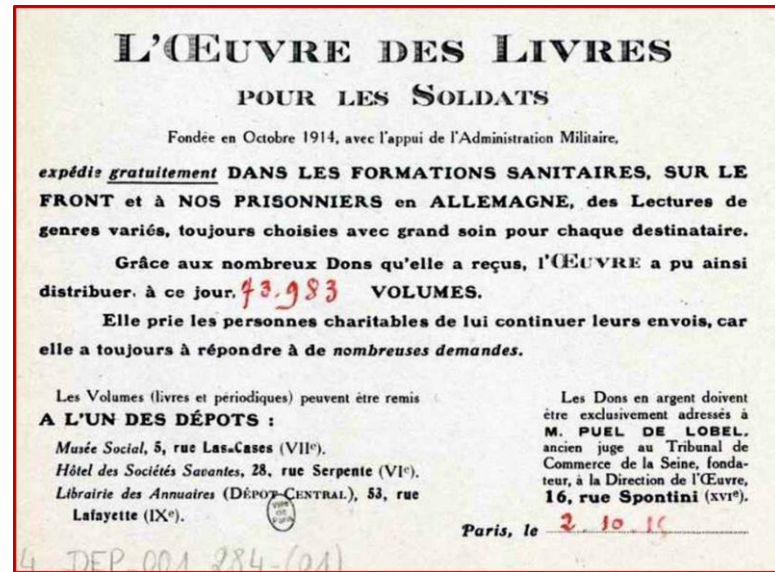 L'ŒUVRE DES LIVRES
POUR LES SOLDATS
Fondée en Octobre 1914, avec l'appui de l'Administration Militaire,
expédie gratuitement DANS LES FORMATIONS SANITAIRES, SUR LE
FRONT et à NOS PRISONNIERS en ALLEMAGNE, des Lectures de
genres variés, toujours choisies avec grand soin pour chaque destinataire.
Grâce aux nombreux Dons qu'elle a reçus, l'ŒUVRE a pu ainsi
distribuer, à ce jour, 73.983 VOLUMES.
Elle prie les personnes charitables de lui continuer leurs envois, car
elle a toujours à répondre à de nombreuses demandes.
Les Volumes (livres et périodiques) peuvent être remis
A L'UN DES DÉPOTS :
Musée Social, 5, rue Las-Cases (VIIe).
Hôtel des Sociétés Savantes, 28, rue Serpente (VIe).
Librairie des Annuaires (DÉPOT CENTRAL), 53, rue
Lafayette (IXe).
Ville
de
Paris
Les Dons en argent doivent
être exclusivement adressés à
M. PUEL DE LOBEL,
ancien juge au Tribunal de
Commerce de la Seine, fonda-
teur, à la Direction de l'Œuvre,
16, rue Spontini (XVIe).
Paris, le 2.10.15
4_DEP_001_284-(01)